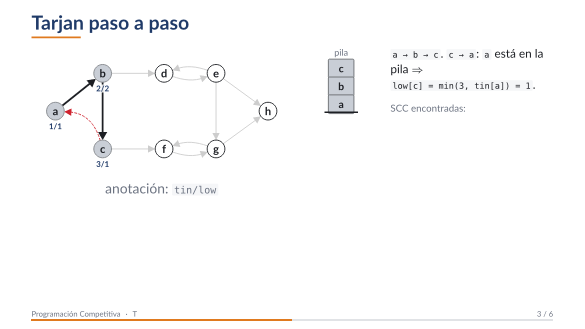 Tarjan paso a paso
b
2/2
d
e
a
1/1
h
c
3/1
f
g
anotación: tin/low
pila
c
b
a
a → b → c. c → a: a está en la
pila ⇒
low[c] = min(3, tin[a]) = 1.
SCC encontradas:
Programación Competitiva · T
3 / 6